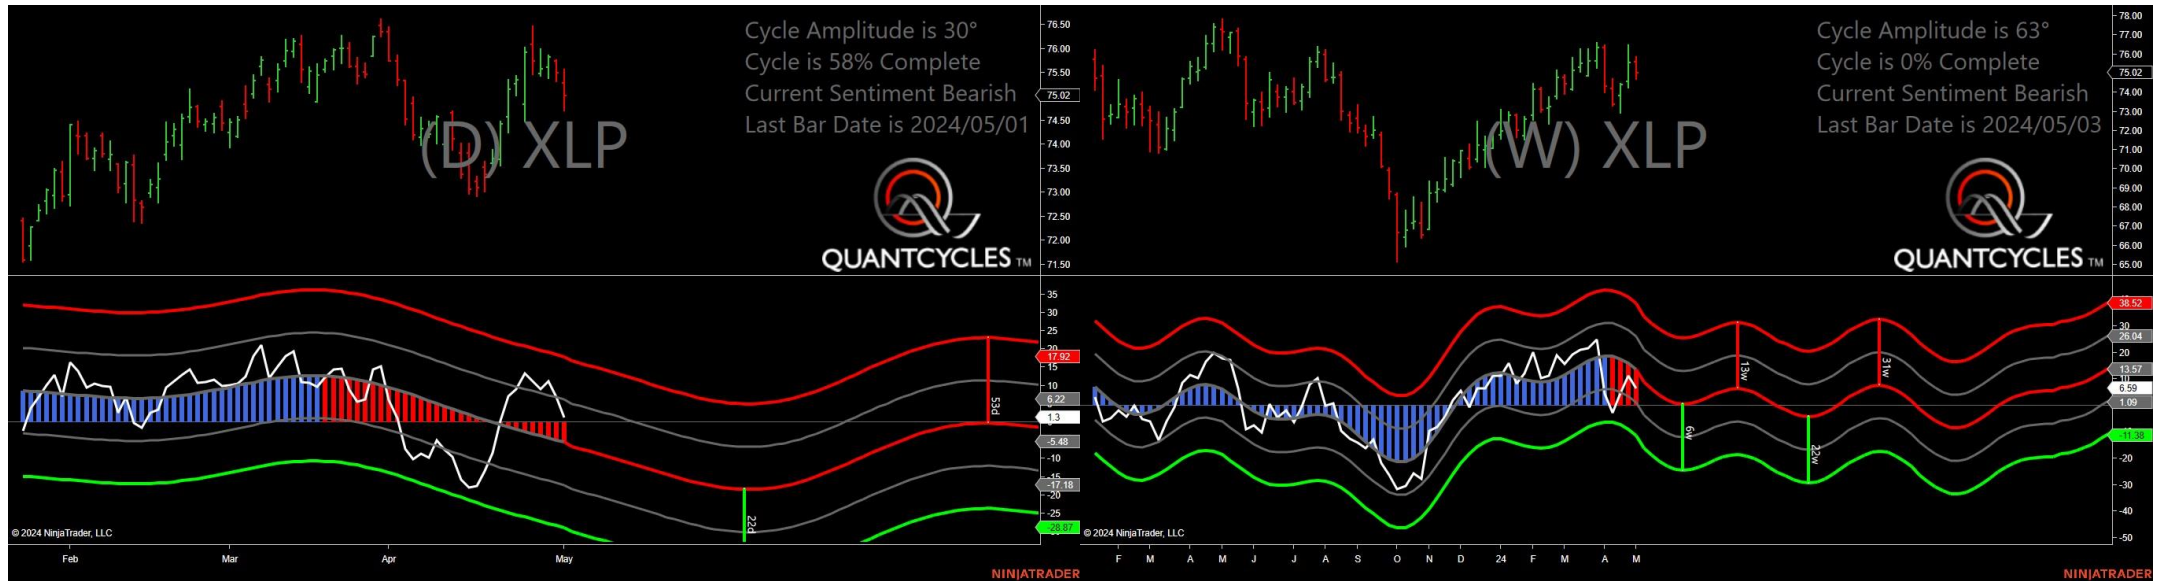 Cycle Amplitude is 30°
Cycle is 58% Complete
Current Sentiment Bearish
Last Bar Date is 2024/05/01
(D) XLP
QUANTCYCLES TM
76.50
76.00
75.50
75.02
74.50
74.00
73.50
73.00
72.50
72.00
71.50
35
30
25
20
17.92
15
10
6.22
1.3
-5.48
-10
-17.18
-20
-25
-28.87
53d
22d
© 2024 NinjaTrader, LLC
Feb Mar Apr May
NINJATRADER
Cycle Amplitude is 63°
Cycle is 0% Complete
Current Sentiment Bearish
Last Bar Date is 2024/05/03
(W) XLP
QUANTCYCLES TM
78.00
77.00
76.00
75.02
74.00
73.00
72.00
71.00
70.00
69.00
68.00
67.00
66.00
65.00
38.52
30
26.04
20
13.57
10
6.59
1.09
-11.38
-20
-30
-40
-50
13w
31w
6w
22w
© 2024 NinjaTrader, LLC
F M A M J J A S O N D 24 F M A M
NINJATRADER